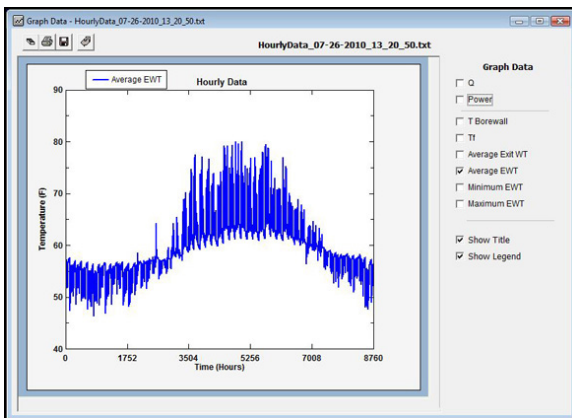 Graph Data - HourlyData_07-26-2010_13_20_50.txt
HourlyData_07-26-2010_13_20_50.txt
Average EWT
Hourly Data
90
80
70
60
50
40
Temperature (F)
0 1752 3504 5256 7008 8760
Time (Hours)
Graph Data
Q
Power
T Borewall
Tf
Average Exit WT
Average EWT
Minimum EWT
Maximum EWT
Show Title
Show Legend